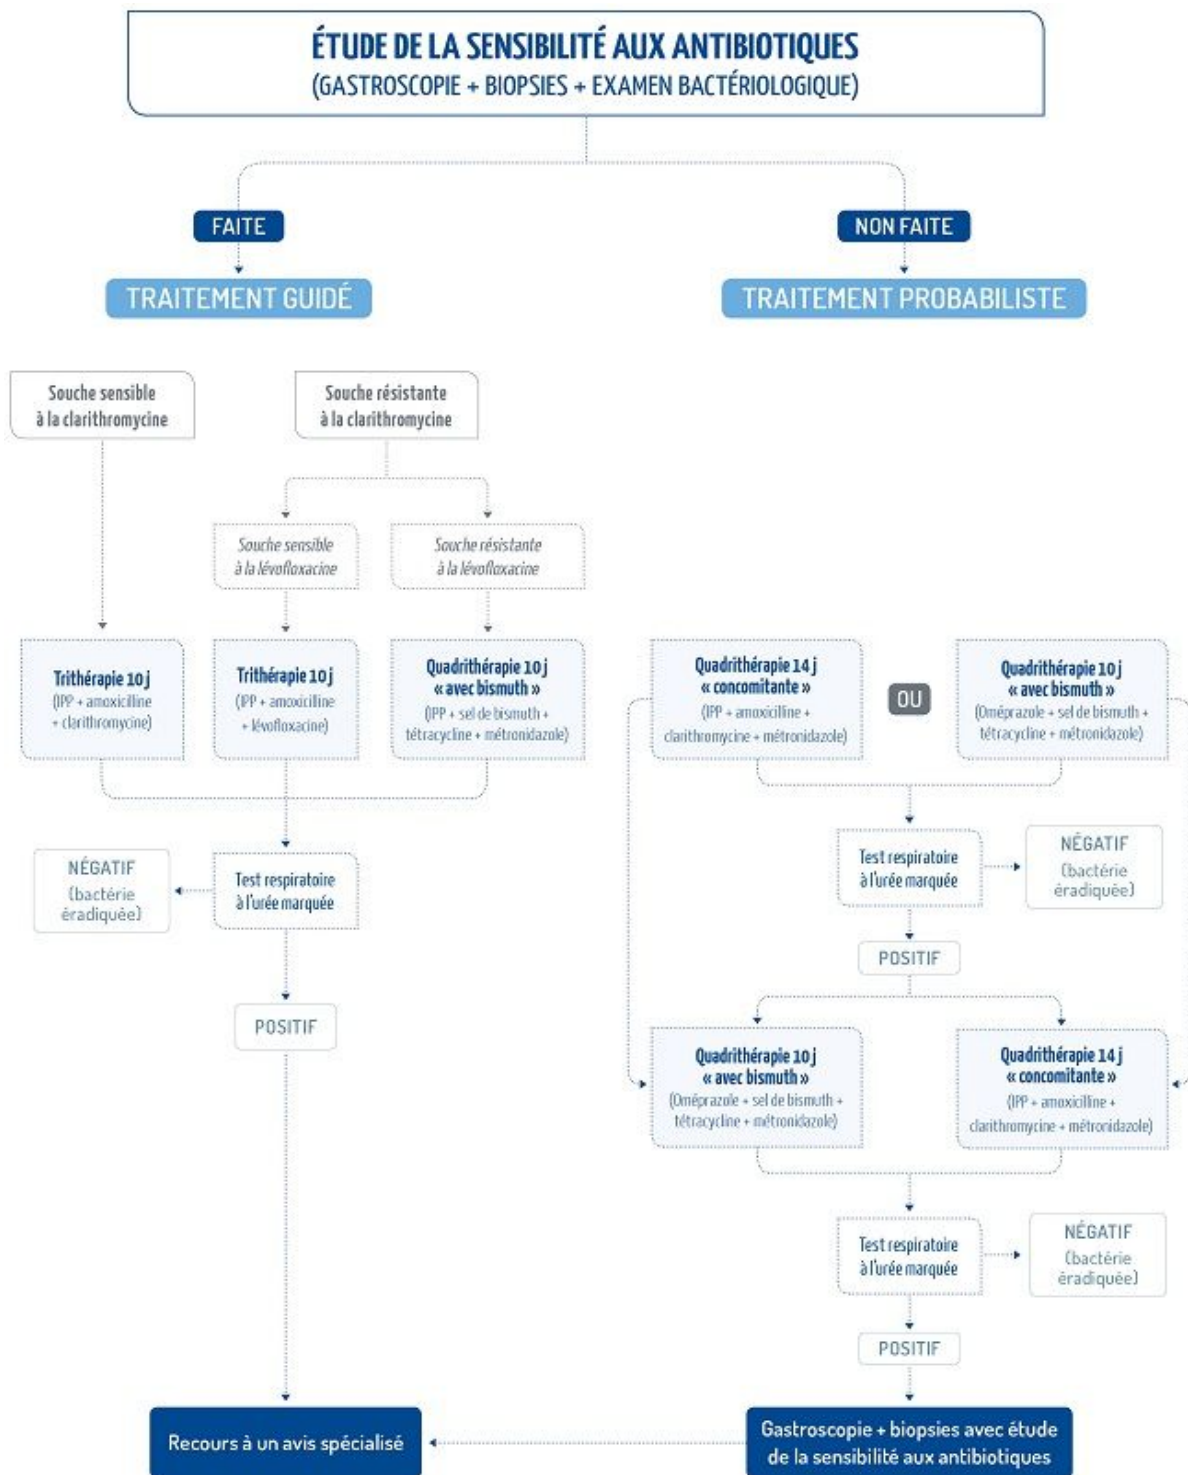 ÉTUDE DE LA SENSIBILITÉ AUX ANTIBIOTIQUES
(GASTROSCOPIE + BIOPSIES + EXAMEN BACTÉRIOLOGIQUE)
FAITE
NON FAITE
TRAITEMENT GUIDÉ
TRAITEMENT PROBABILISTE
Souche sensible
à la clarithromycine
Souche résistante
à la clarithromycine
Souche sensible
à la lévofloxacine
Souche résistante
à la lévofloxacine
Trithérapie 10 j
(IPP + amoxicilline
+ clarithromycine)
Trithérapie 10 j
(IPP + amoxicilline
+ lévofloxacine)
Quadrithérapie 10 j
« avec bismuth »
(IPP + sel de bismuth +
tétracycline + métronidazole)
Quadrithérapie 14 j
« concomitante »
(IPP + amoxicilline +
clarithromycine + métronidazole)
OU
Quadrithérapie 10 j
« avec bismuth »
(Oméprazole + sel de bismuth +
tétracycline + métronidazole)
NÉGATIF
(bactérie
éradiquée)
Test respiratoire
à l'urée marquée
POSITIF
Test respiratoire
à l'urée marquée
NÉGATIF
(bactérie
éradiquée)
POSITIF
Quadrithérapie 10 j
« avec bismuth »
(Oméprazole + sel de bismuth +
tétracycline + métronidazole)
Quadrithérapie 14 j
« concomitante »
(IPP + amoxicilline +
clarithromycine + métronidazole)
Test respiratoire
à l'urée marquée
NÉGATIF
(bactérie
éradiquée)
POSITIF
Recours à un avis spécialisé
Gastroscopie + biopsies avec étude
de la sensibilité aux antibiotiques